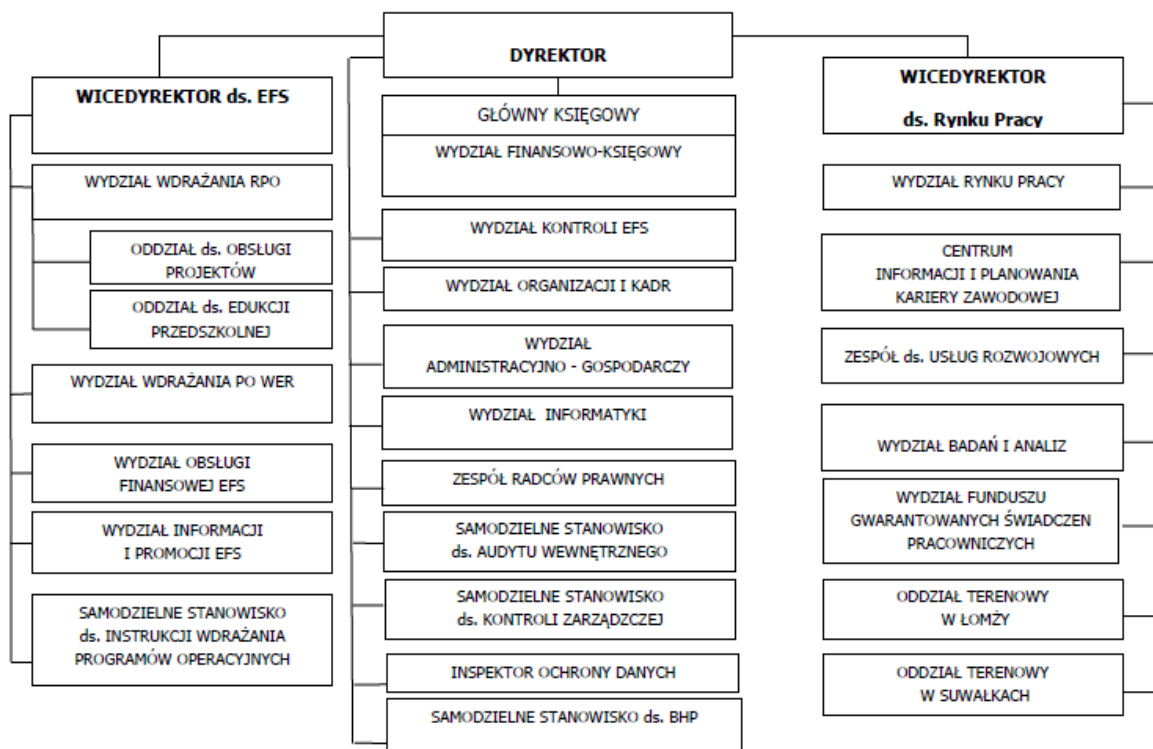 DYREKTOR
WICEDYREKTOR ds. EFS
WYDZIAŁ WDRAŻANIA RPO
ODDZIAŁ ds. OBSŁUGI
PROJEKTÓW
ODDZIAŁ ds. EDUKCJI
PRZEDSZKOLNEJ
WYDZIAŁ WDRAŻANIA PO WER
WYDZIAŁ OBSŁUGI
FINANSOWEJ EFS
WYDZIAŁ INFORMACJI
I PROMOCJI EFS
SAMODZIELNE STANOWISKO
ds. INSTRUKCJI WDRAŻANIA
PROGRAMÓW OPERACYJNYCH
GŁÓWNY KSIĘGOWY
WYDZIAŁ FINANSOWO-KSIĘGOWY
WYDZIAŁ KONTROLI EFS
WYDZIAŁ ORGANIZACJI I KADR
WYDZIAŁ
ADMINISTRACYJNO - GOSPODARCZY
WYDZIAŁ INFORMATYKI
ZESPÓŁ RADCÓW PRAWNYCH
SAMODZIELNE STANOWISKO
ds. AUDYTU WEWNĘTRZNEGO
SAMODZIELNE STANOWISKO
ds. KONTROLI ZARZĄDZCZEJ
INSPEKTOR OCHRONY DANYCH
SAMODZIELNE STANOWISKO ds. BHP
WICEDYREKTOR
ds. Rynku Pracy
WYDZIAŁ RYNKU PRACY
CENTRUM
INFORMACJI I PLANOWANIA
KARIERY ZAWODOWEJ
ZESPÓŁ ds. USŁUG ROZWOJOWYCH
WYDZIAŁ BADAŃ I ANALIZ
WYDZIAŁ FUNDUSZU
GWARANTOWANYCH ŚWIADCZEN
PRACOWNICZYCH
ODDZIAŁ TERENOWY
W ŁOMŻY
ODDZIAŁ TERENOWY
W SUWAŁKACH